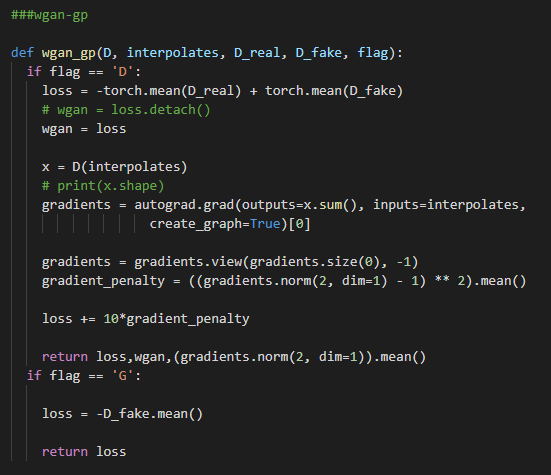 ###wgan-gp
def wgan_gp(D, interpolates, D_real, D_fake, flag):
if flag == 'D':
loss = -torch.mean(D_real) + torch.mean(D_fake)
# wgan = loss.detach()
wgan = loss
x = D(interpolates)
# print(x.shape)
gradients = autograd.grad(outputs=x.sum(), inputs=interpolates,
create_graph=True)[0]
gradients = gradients.view(gradients.size(0), -1)
gradient_penalty = ((gradients.norm(2, dim=1) - 1) ** 2).mean()
loss += 10*gradient_penalty
return loss,wgan,(gradients.norm(2, dim=1)).mean()
if flag == 'G':
loss = -D_fake.mean()
return loss